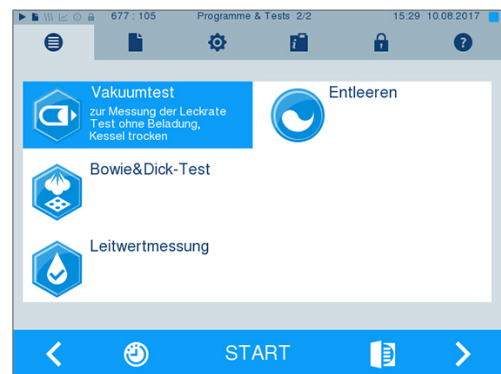 677 : 105 Programme & Tests 2/2 15:29 10.08.2017
Vakuumtest
zur Messung der Leckrate
Test ohne Beladung,
Kessel trocken
Entleeren
Bowie&Dick-Test
Leitwertmessung
START